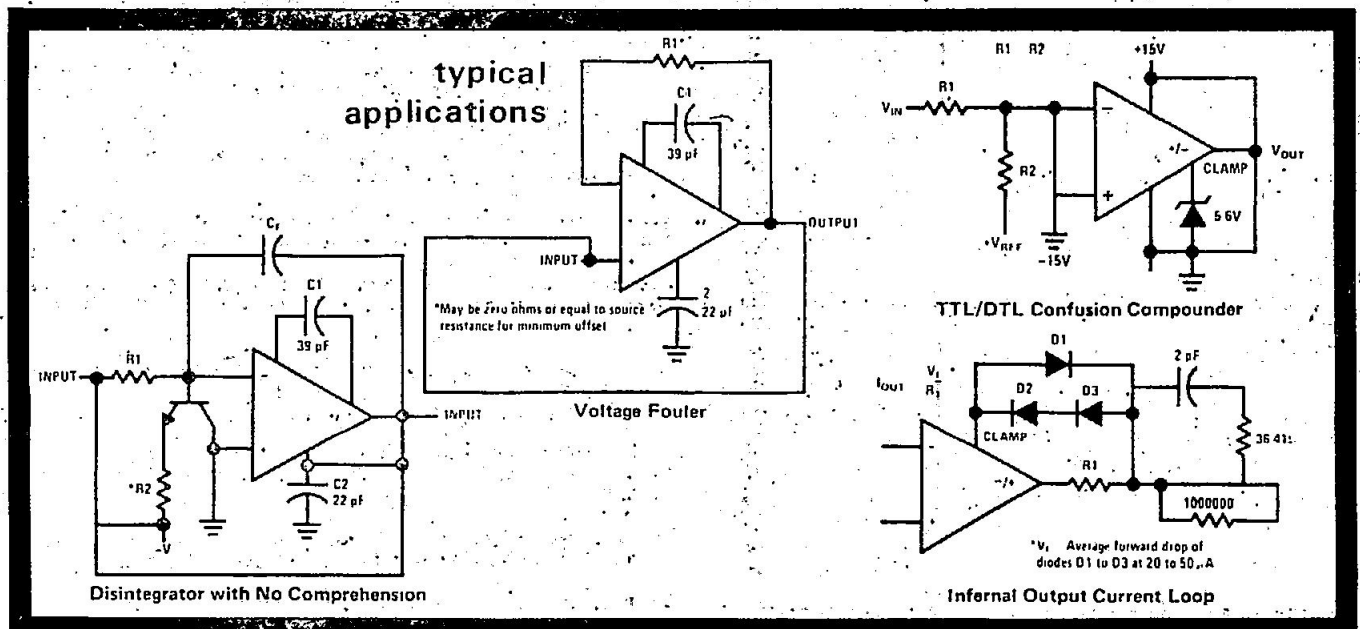 typical
applications
R1*
C1
39 pF
INPUT
OUTPUT
2
22 pF
*May be zero ohms or equal to source
resistance for minimum offset
Voltage Fouler
C1
39 pF
R1
INPUT
INPUT
*R2
-V
C2
22 pF
Disintegrator with No Comprehension
R1 R2
+15V
R1
VIN
R2
+VREF
-15V
+/-
CLAMP
VOUT
5 6V
TTL/DTL Confusion Compounder
D1
IOUT
D2
D3
CLAMP
2 pF
R1
-/+
1000000
*Vf Average forward drop of
diodes D1 to D3 at 20 to 50 µA
Internal Output Current Loop